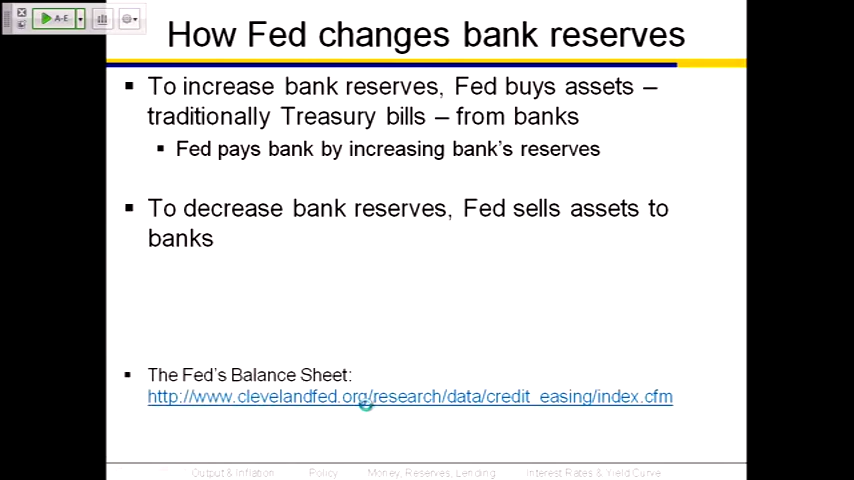 A-E
How Fed changes bank reserves
▪ To increase bank reserves, Fed buys assets –
traditionally Treasury bills – from banks
▪ Fed pays bank by increasing bank's reserves
▪ To decrease bank reserves, Fed sells assets to
banks
▪ The Fed's Balance Sheet:
http://www.clevelandfed.org/research/data/credit_easing/index.cfm
Output & Inflation Policy Money, Reserves, Lending Interest Rates & Yield Curve